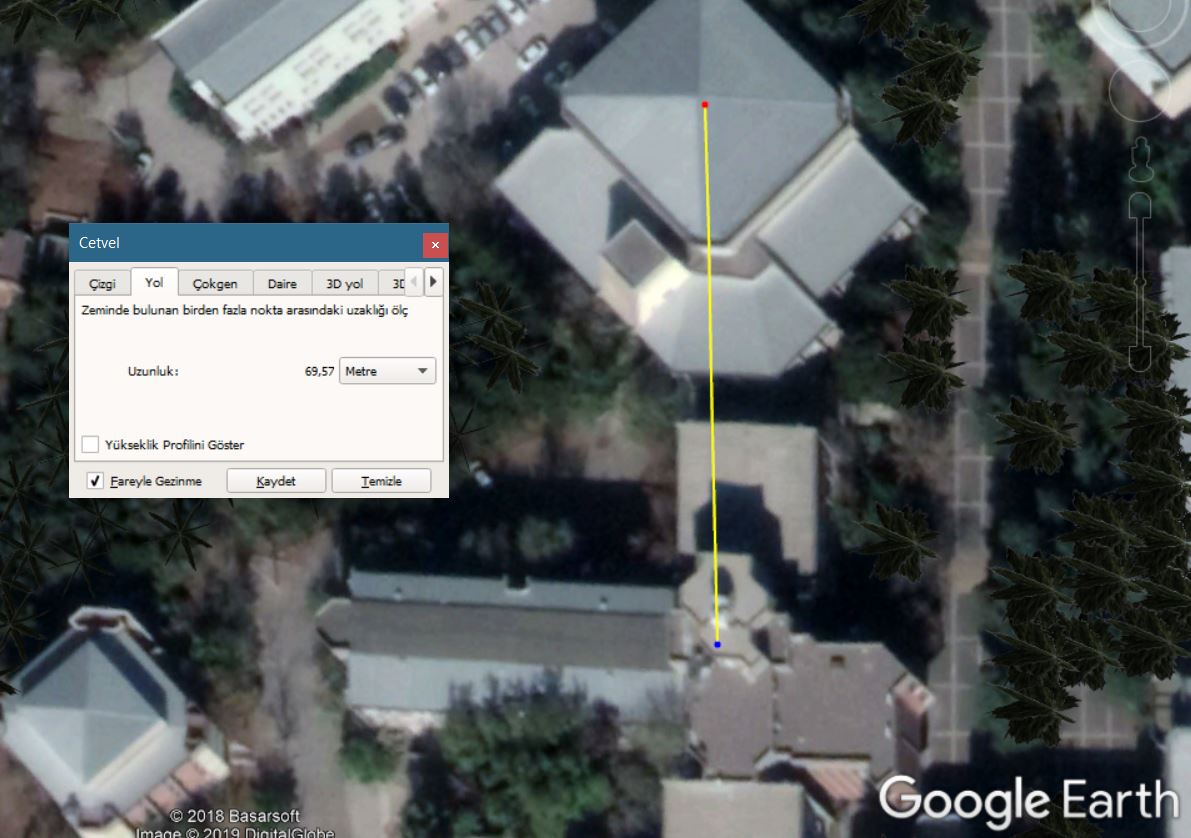 Cetvel
Çizgi Yol Çokgen Daire 3D yol 3D
Zeminde bulunan birden fazla nokta arasındaki uzaklığı ölç
Uzunluk: 69,57 Metre
Yükseklik Profilini Göster
Fareyle Gezinme Kaydet Temizle
© 2018 Basarsoft
Image © 2019 DigitalGlobe
Google Earth